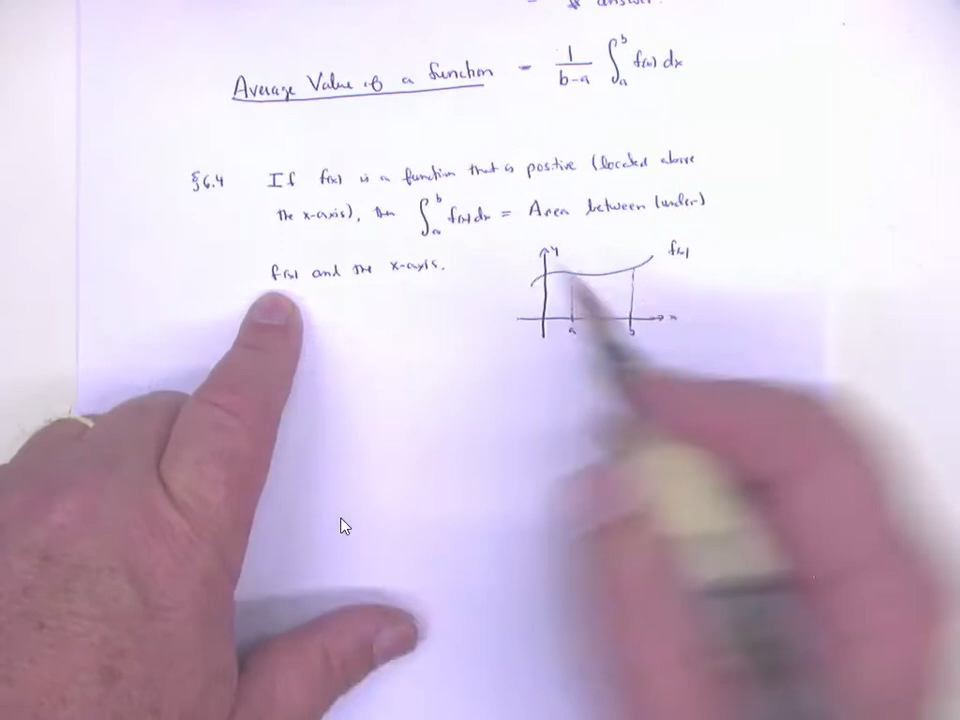 answer.
Average Value of a function - 1/(b-a) ∫_a^b f(x) dx
§6.4 If f(x) is a function that is positive (located above
the x-axis), then ∫_a^b f(x) dx = Area between (under)
f(x) and the x-axis.
y f(x)
a b x